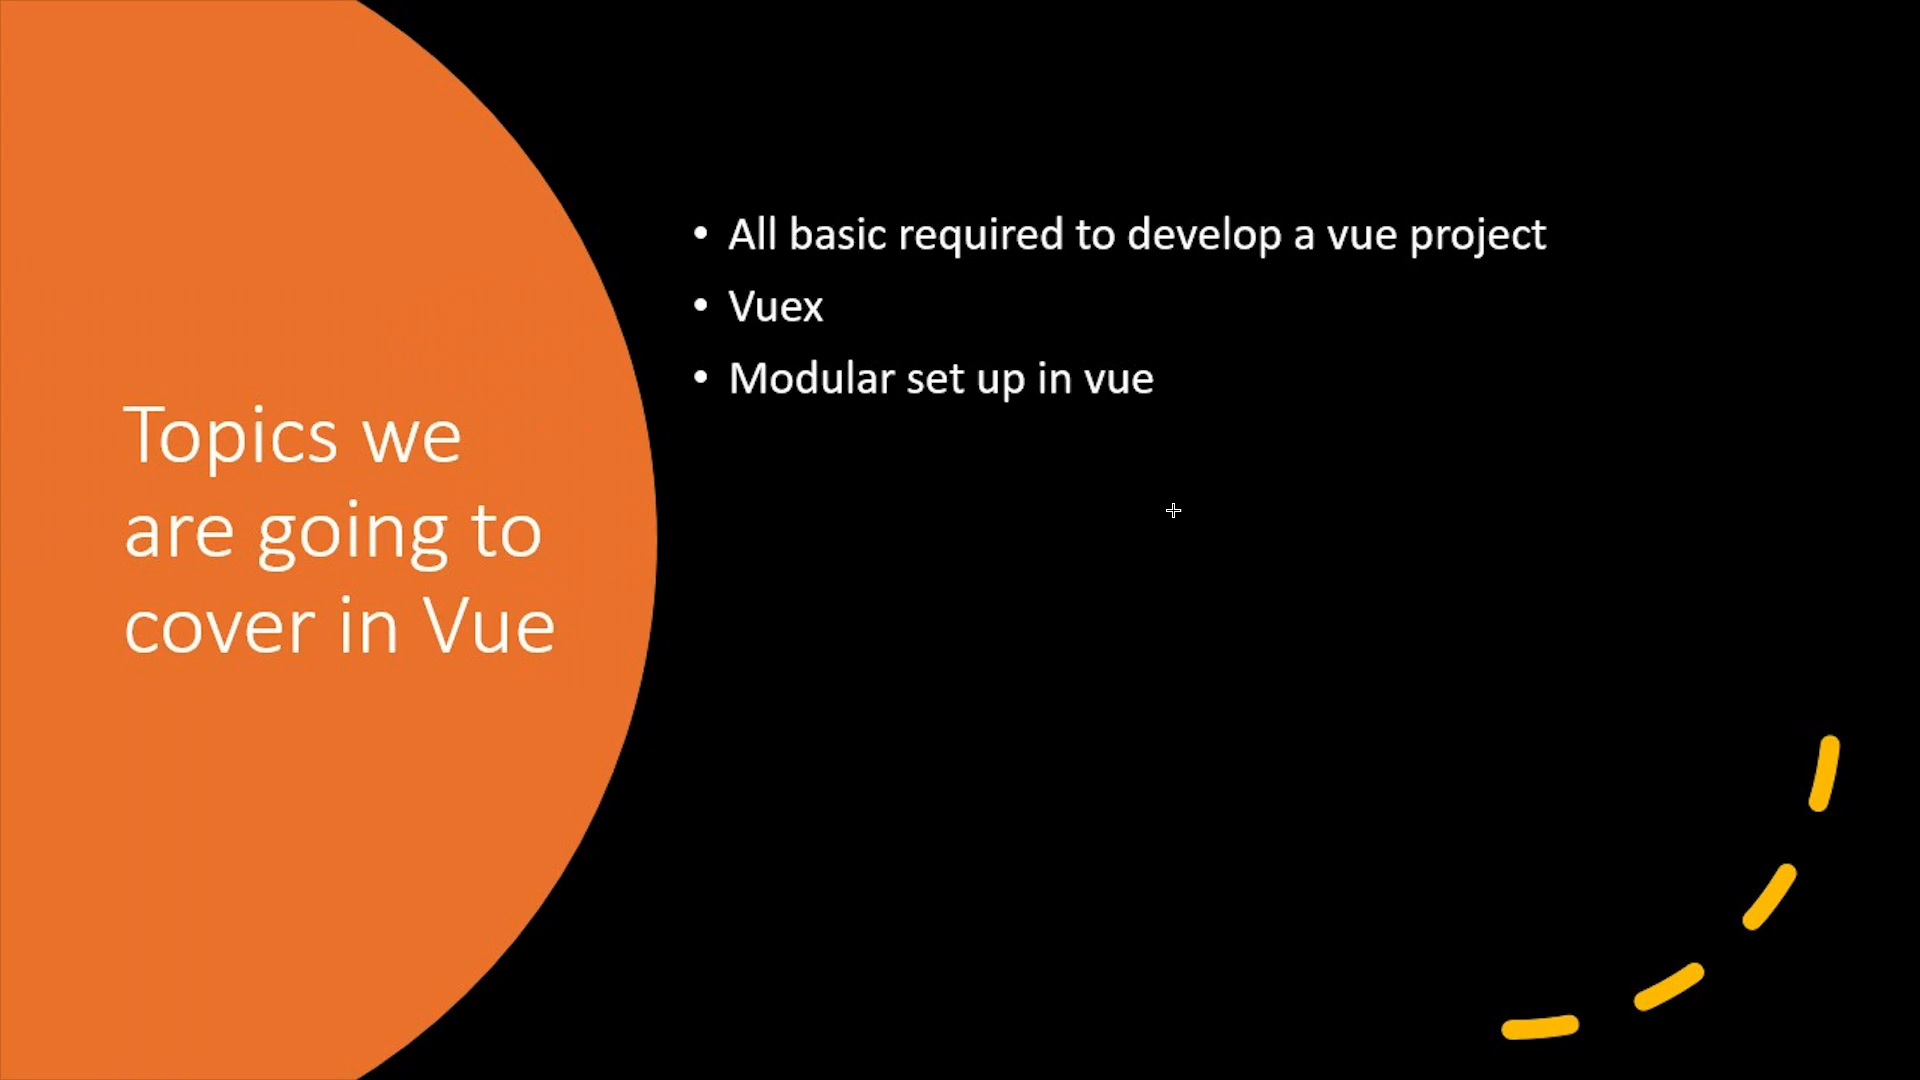 Topics we
are going to
cover in Vue
• All basic required to develop a vue project
• Vuex
• Modular set up in vue